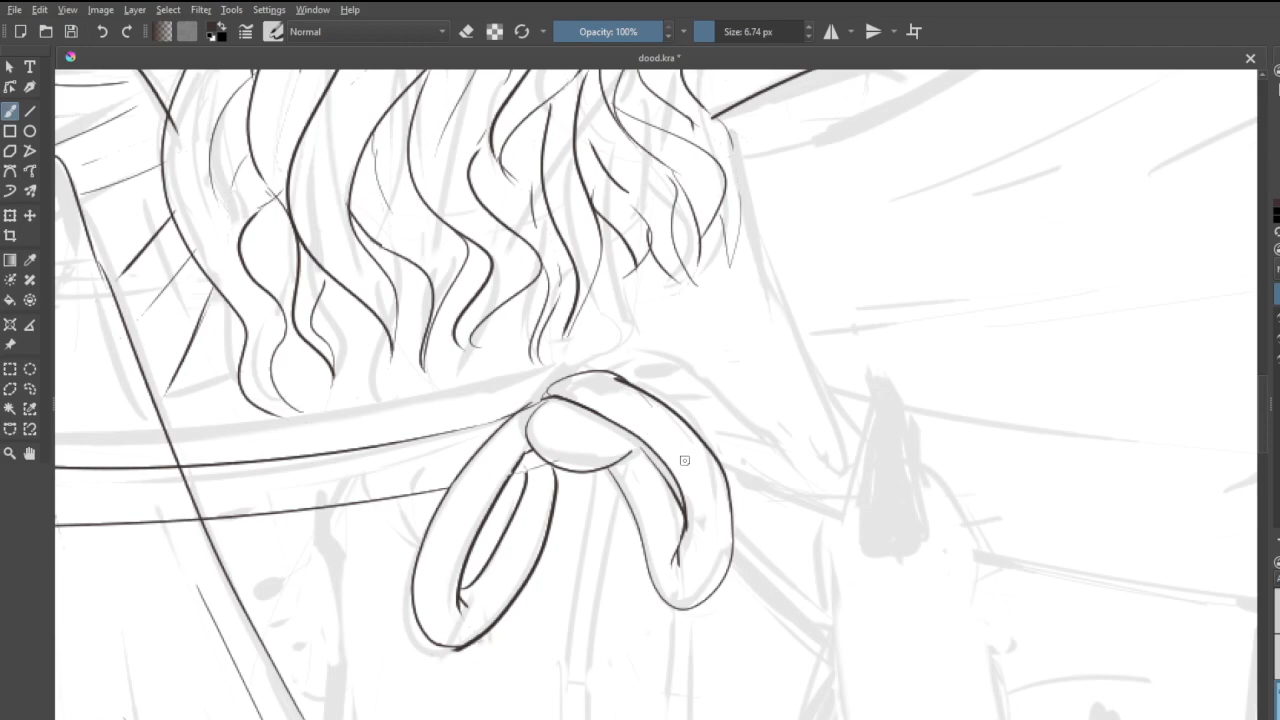 File Edit View Image Layer Select Filter Tools Settings Window Help
Normal Opacity: 100% Size: 6.74 px
dood.kra *